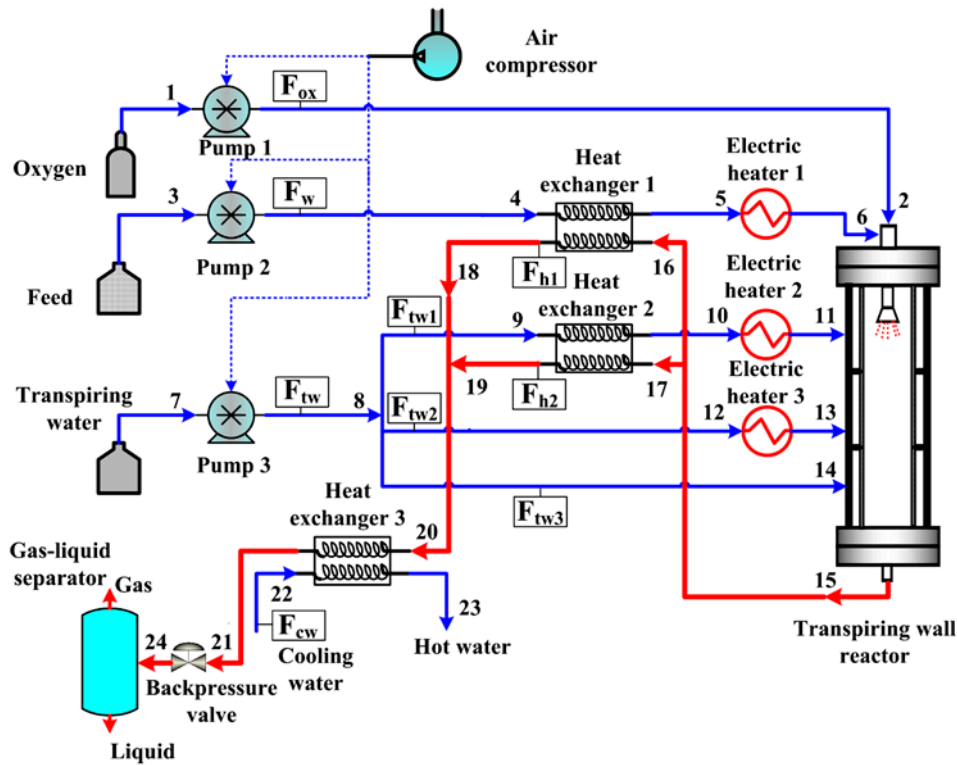 Air
compressor
1
F_ox
2
Pump 1
Oxygen
3
F_w
4
Heat
exchanger 1
5
Electric
heater 1
6
Pump 2
Feed
18
F_h1
16
Heat
exchanger 2
Electric
heater 2
F_tw1
9
10
11
19
F_h2
17
Electric
heater 3
Transpiring
water
7
F_tw
8
F_tw2
12
13
Pump 3
14
F_tw3
Heat
exchanger 3
20
15
Transpiring wall
reactor
Gas-liquid
separator
Gas
22
23
F_cw
Cooling
water
Hot water
24
21
Backpressure
valve
Liquid